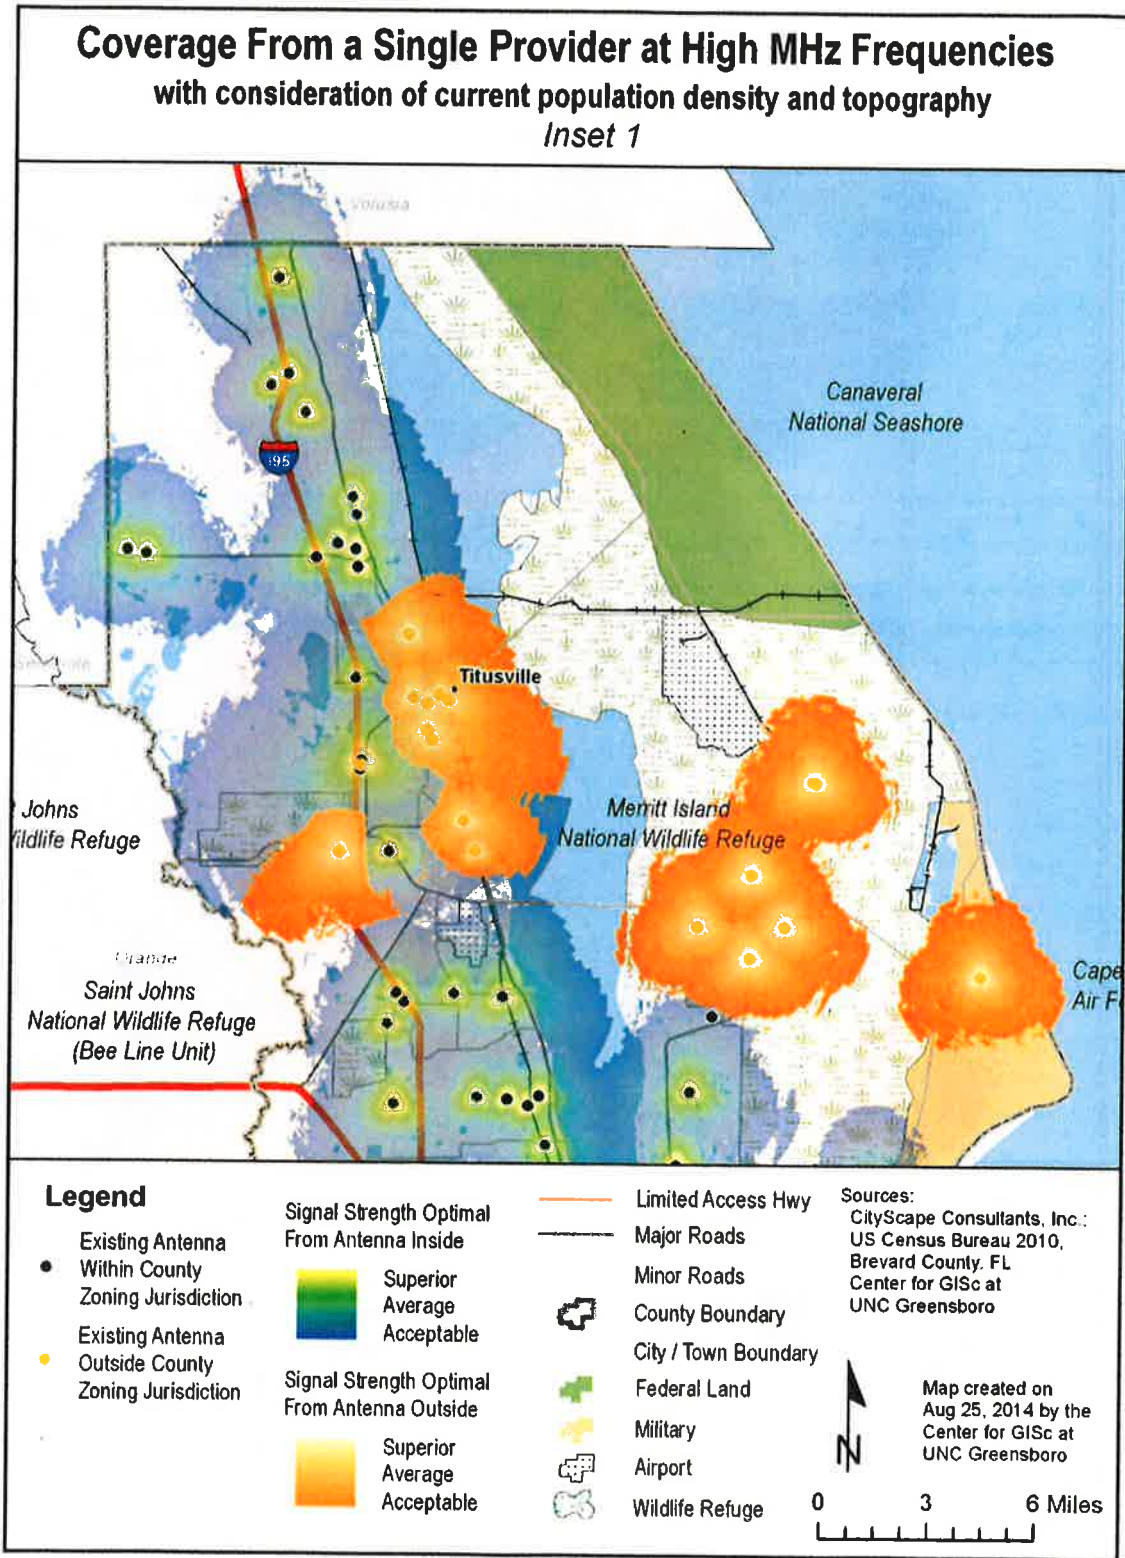 Coverage From a Single Provider at High MHz Frequencies
with consideration of current population density and topography
Inset 1
Volusia
Canaveral
National Seashore
95
Titusville
Johns
Wildlife Refuge
Merritt Island
National Wildlife Refuge
Orange
Saint Johns
National Wildlife Refuge
(Bee Line Unit)
Cape
Air F
Legend
Existing Antenna
Within County
Zoning Jurisdiction
Existing Antenna
Outside County
Zoning Jurisdiction
Signal Strength Optimal
From Antenna Inside
Superior
Average
Acceptable
Signal Strength Optimal
From Antenna Outside
Superior
Average
Acceptable
Limited Access Hwy
Major Roads
Minor Roads
County Boundary
City / Town Boundary
Federal Land
Military
Airport
Wildlife Refuge
Sources:
CityScape Consultants, Inc.:
US Census Bureau 2010,
Brevard County. FL
Center for GISc at
UNC Greensboro
N
Map created on
Aug 25, 2014 by the
Center for GISc at
UNC Greensboro
0 3 6 Miles